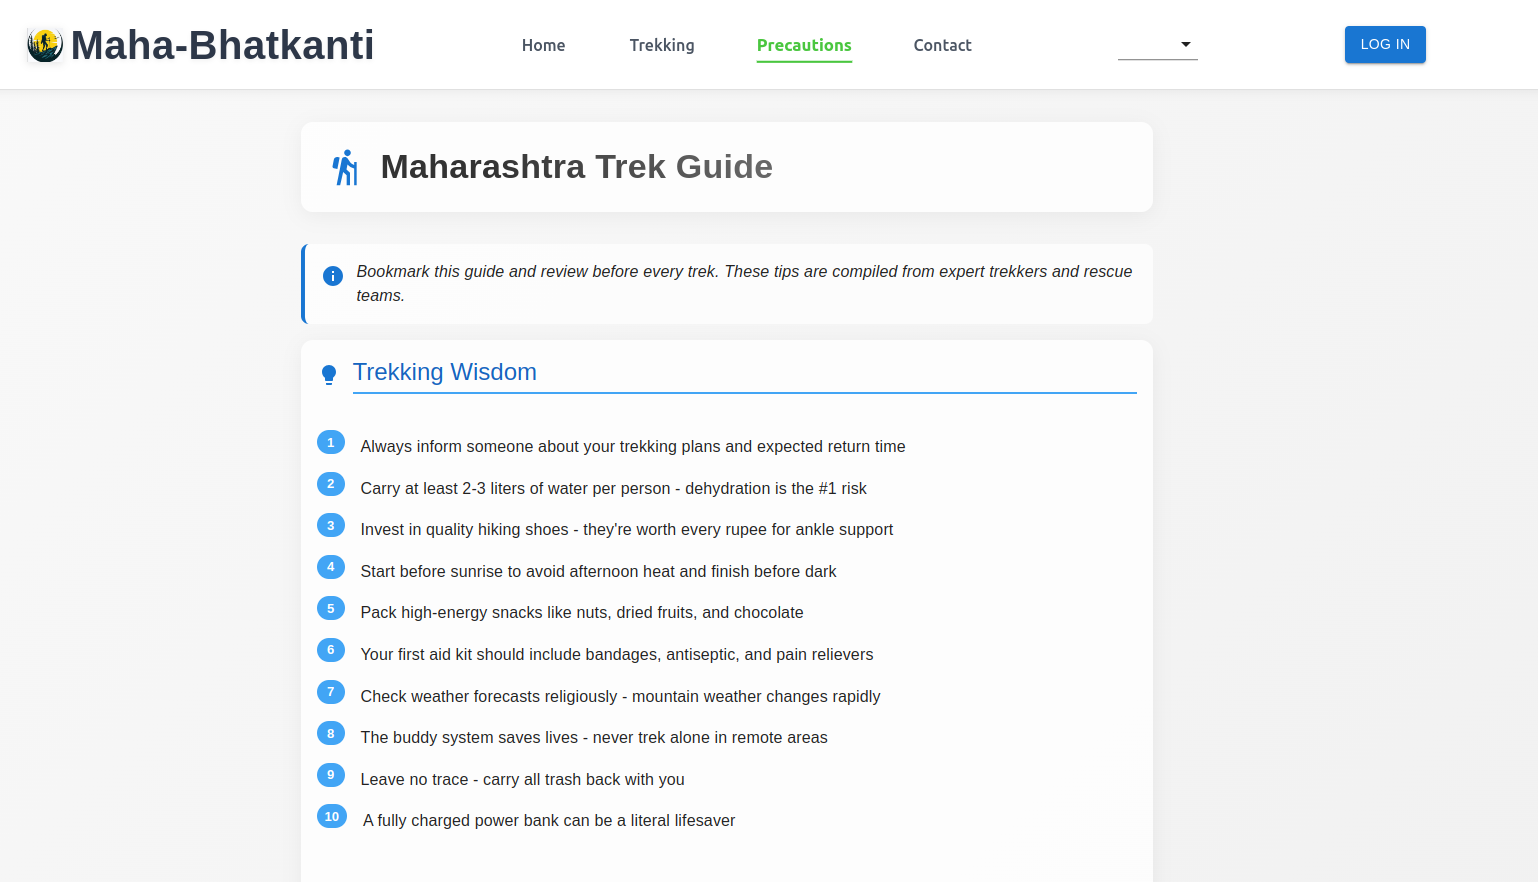 Maha-Bhatkanti
Home
Trekking
Precautions
Contact
LOG IN
Maharashtra Trek Guide
Bookmark this guide and review before every trek. These tips are compiled from expert trekkers and rescue
teams.
Trekking Wisdom
1 Always inform someone about your trekking plans and expected return time
2 Carry at least 2-3 liters of water per person - dehydration is the #1 risk
3 Invest in quality hiking shoes - they're worth every rupee for ankle support
4 Start before sunrise to avoid afternoon heat and finish before dark
5 Pack high-energy snacks like nuts, dried fruits, and chocolate
6 Your first aid kit should include bandages, antiseptic, and pain relievers
7 Check weather forecasts religiously - mountain weather changes rapidly
8 The buddy system saves lives - never trek alone in remote areas
9 Leave no trace - carry all trash back with you
10 A fully charged power bank can be a literal lifesaver